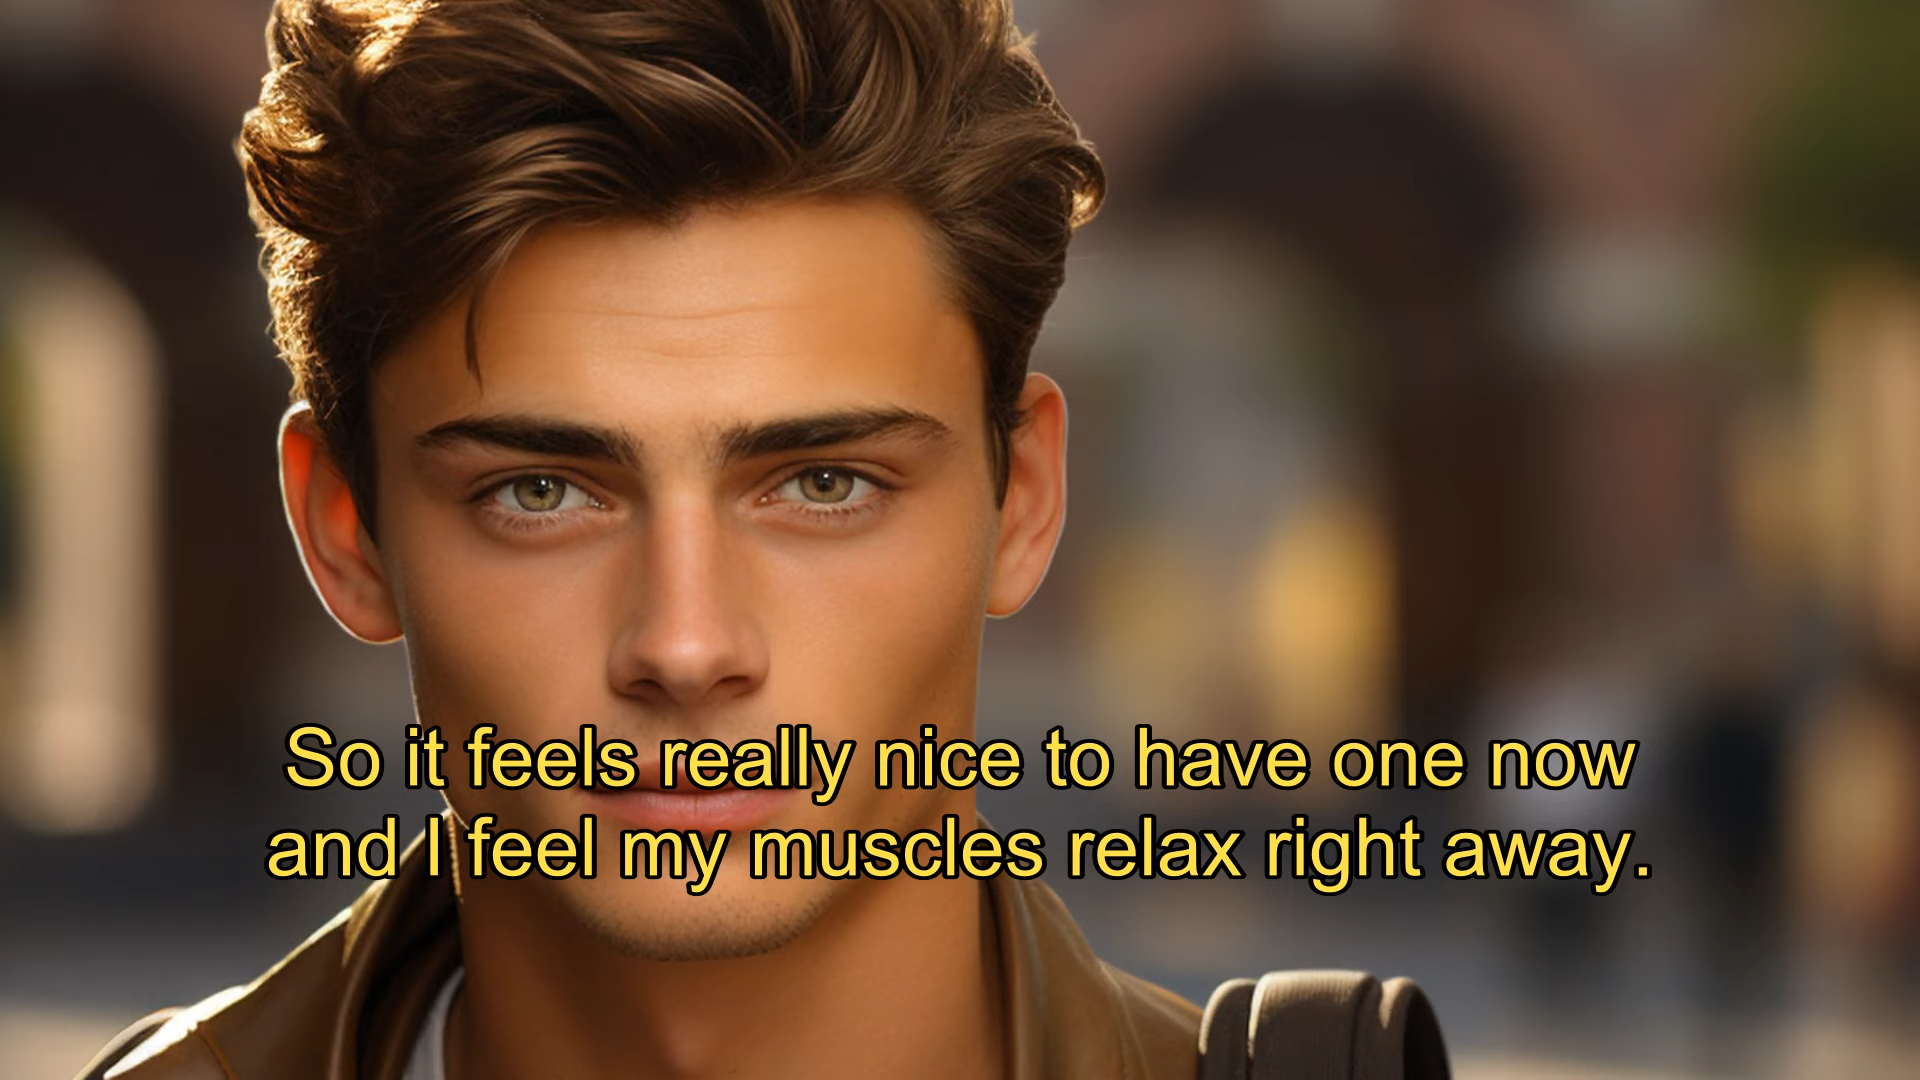 So it feels really nice to have one now
and I feel my muscles relax right away.